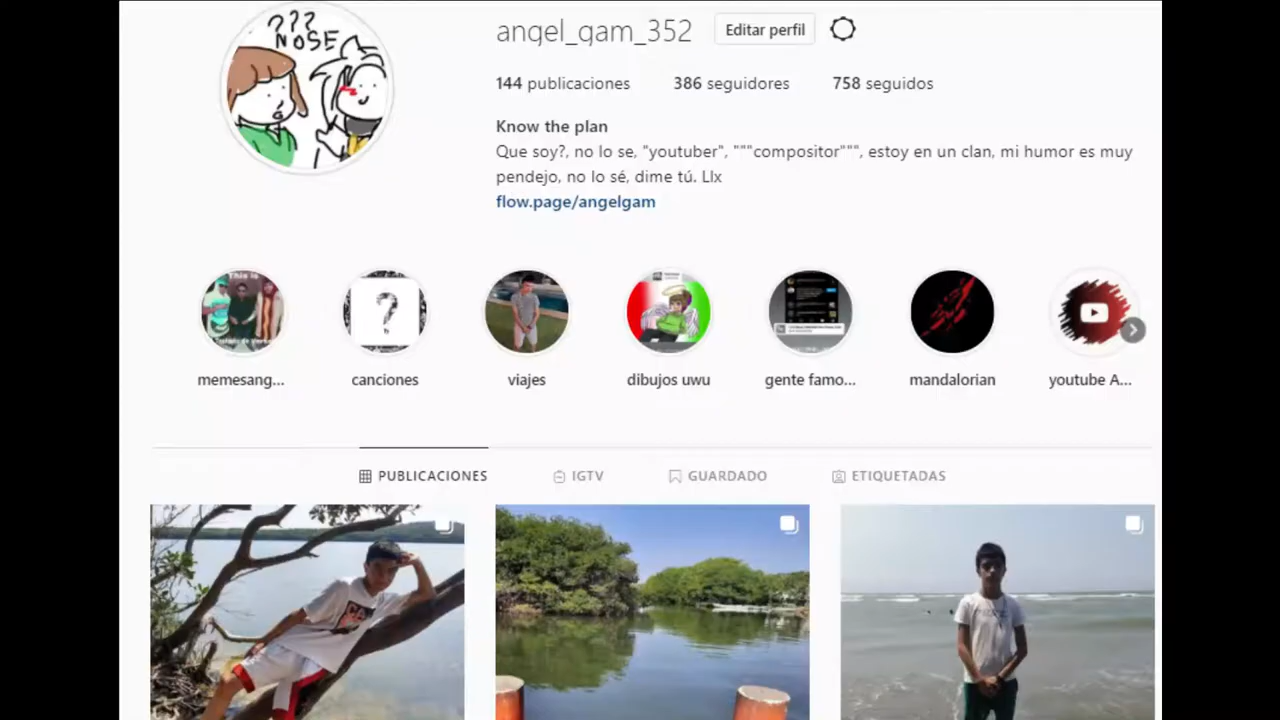 ???
NOSE
angel_gam_352
Editar perfil
144 publicaciones
386 seguidores
758 seguidos
Know the plan
Que soy?, no lo se, "youtuber", """compositor""", estoy en un clan, mi humor es muy
pendejo, no lo sé, dime tú. Llx
flow.page/angelgam
This is
?
memesang...
canciones
viajes
dibujos uwu
gente famo...
mandalorian
youtube A...
PUBLICACIONES
IGTV
GUARDADO
ETIQUETADAS